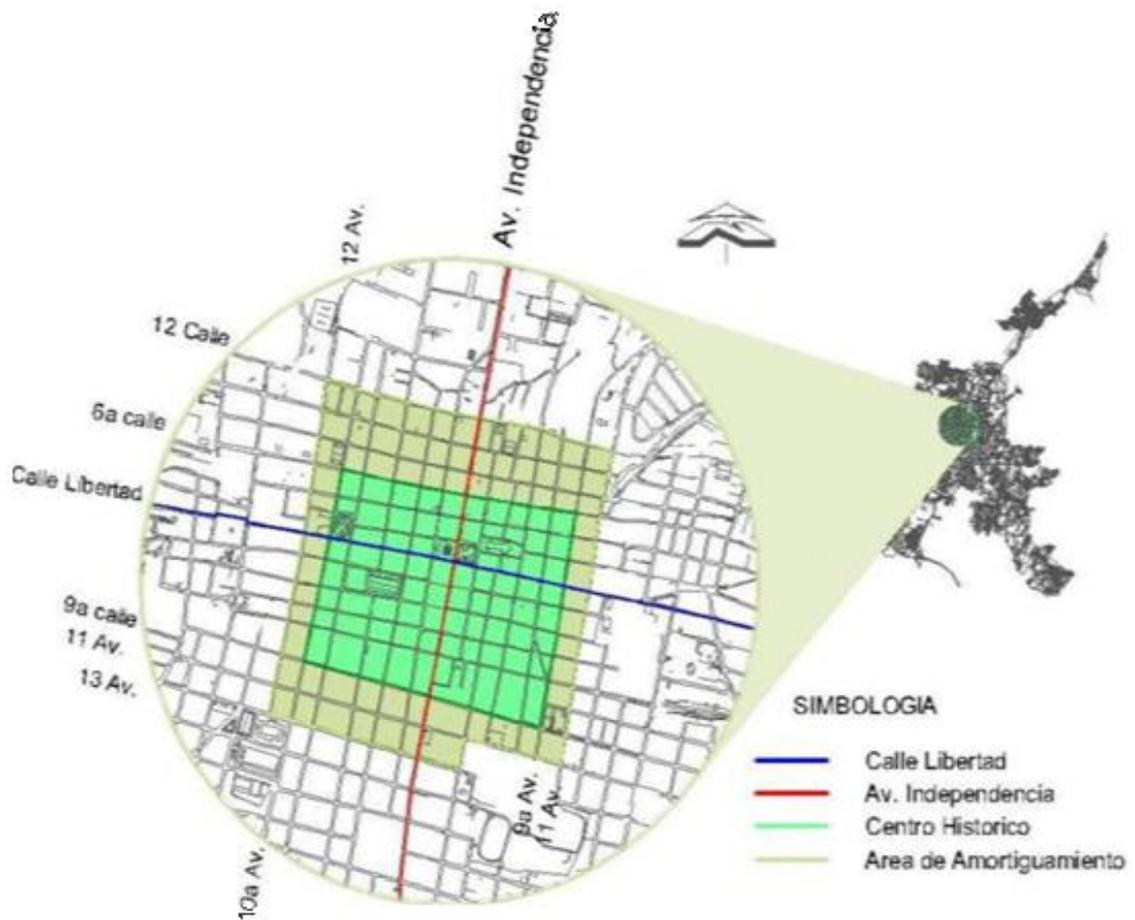 Av. Independencia
12 Av.
12 Calle
6a calle
Calle Libertad
9a calle
11 Av.
13 Av.
10a Av.
9a Av.
11 Av.
SIMBOLOGIA
Calle Libertad
Av. Independencia
Centro Historico
Area de Amortiguamiento